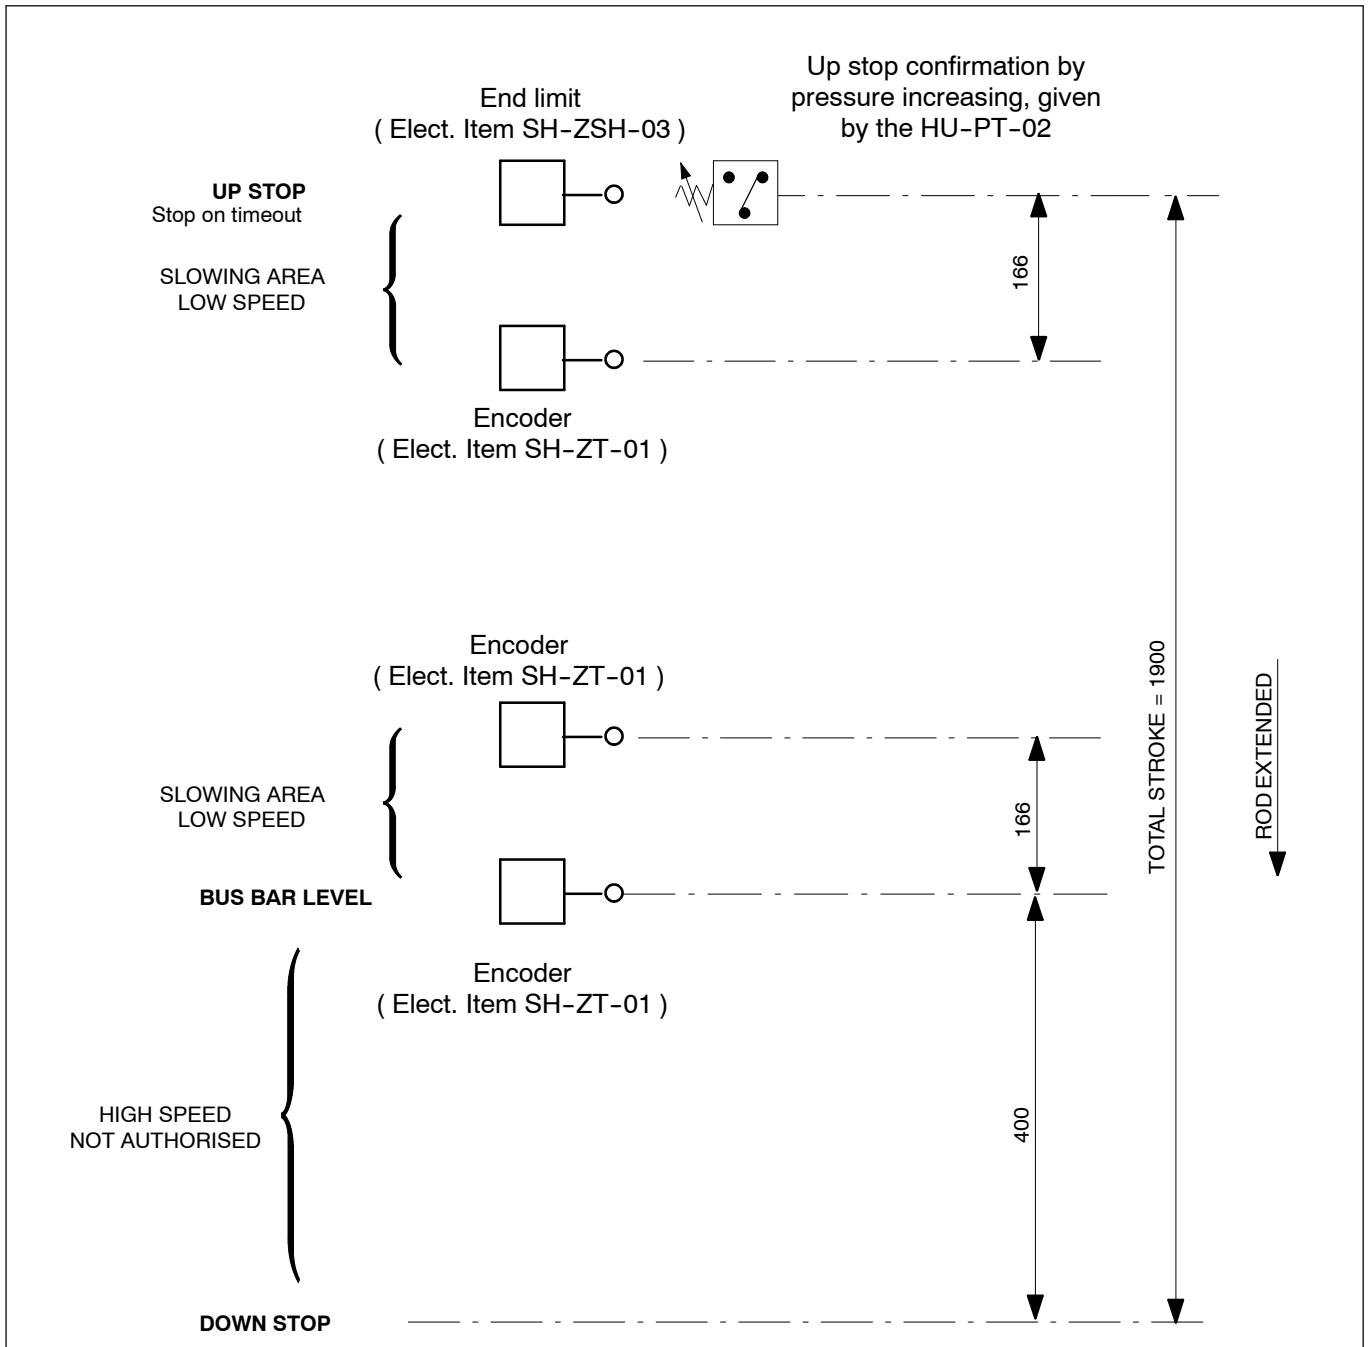 Up stop confirmation by
pressure increasing, given
by the HU-PT-02
End limit
( Elect. Item SH-ZSH-03 )
UP STOP
Stop on timeout
SLOWING AREA
LOW SPEED
166
Encoder
( Elect. Item SH-ZT-01 )
Encoder
( Elect. Item SH-ZT-01 )
SLOWING AREA
LOW SPEED
166
BUS BAR LEVEL
Encoder
( Elect. Item SH-ZT-01 )
TOTAL STROKE = 1900
ROD EXTENDED
HIGH SPEED
NOT AUTHORISED
400
DOWN STOP